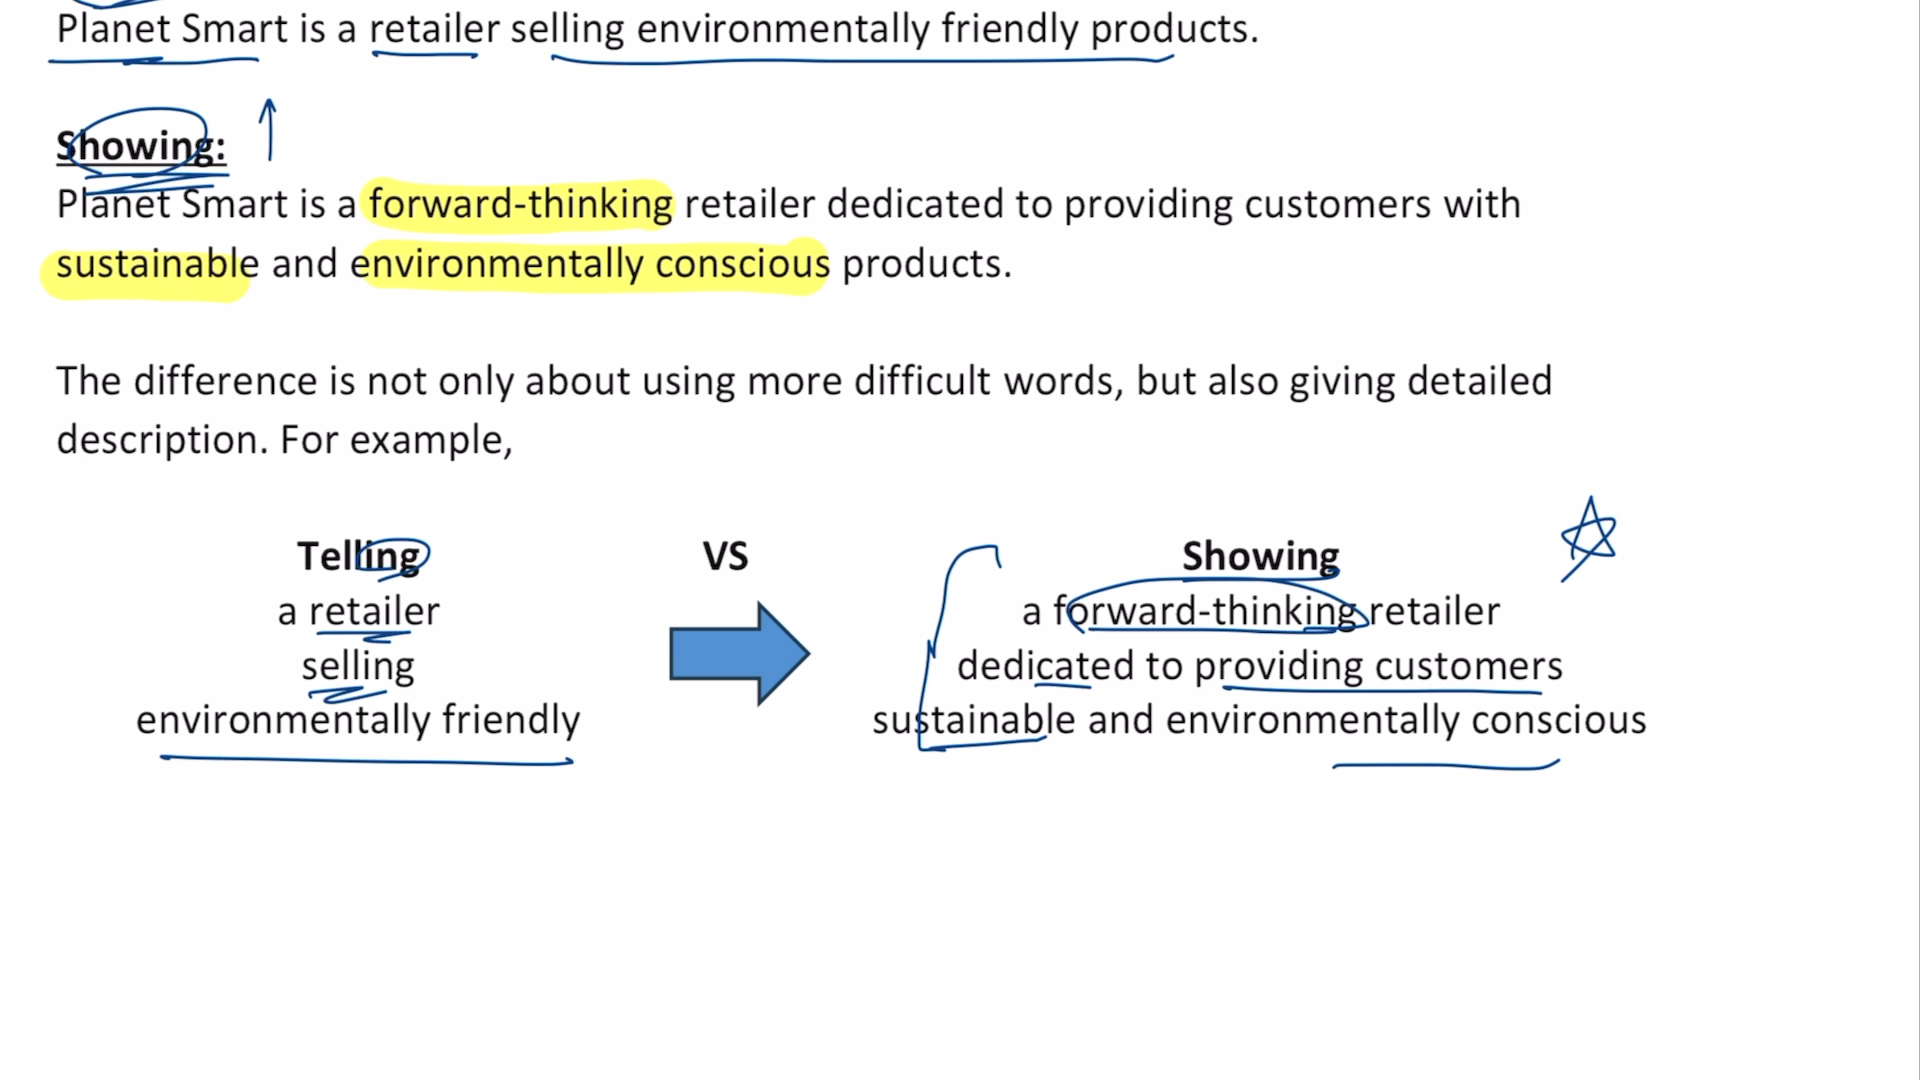 Planet Smart is a retailer selling environmentally friendly products.
Showing:
Planet Smart is a forward-thinking retailer dedicated to providing customers with
sustainable and environmentally conscious products.
The difference is not only about using more difficult words, but also giving detailed
description. For example,
Telling VS Showing
a retailer a forward-thinking retailer
selling dedicated to providing customers
environmentally friendly sustainable and environmentally conscious